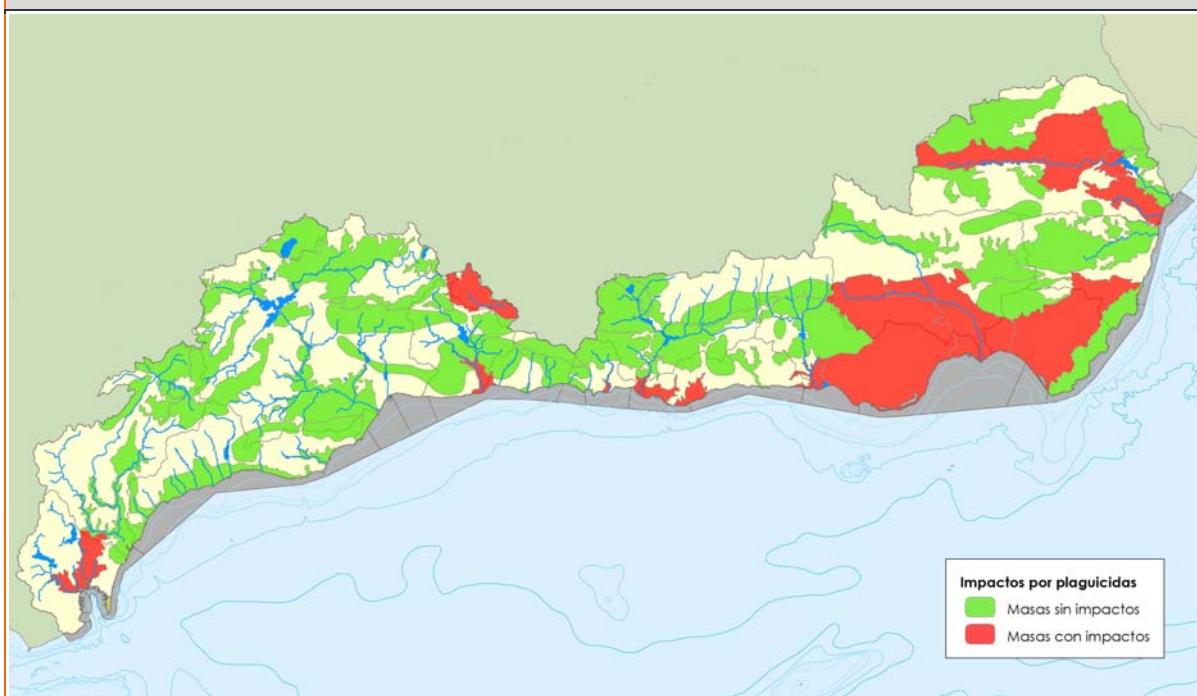 Impactos por plaguicidas
Masas sin impactos
Masas con impactos